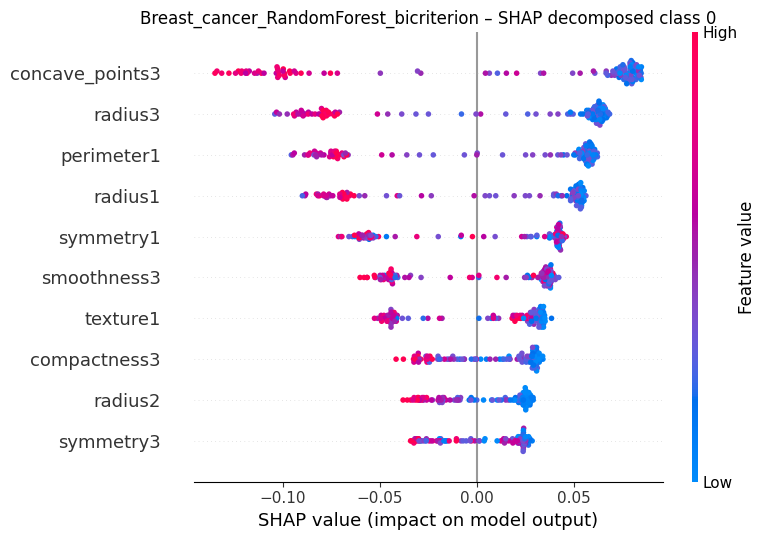 Breast_cancer_RandomForest_bicriterion – SHAP decomposed class 0
High
concave_points3
radius3
perimeter1
radius1
symmetry1
smoothness3
texture1
compactness3
radius2
symmetry3
Feature value
Low
−0.10 −0.05 0.00 0.05
SHAP value (impact on model output)